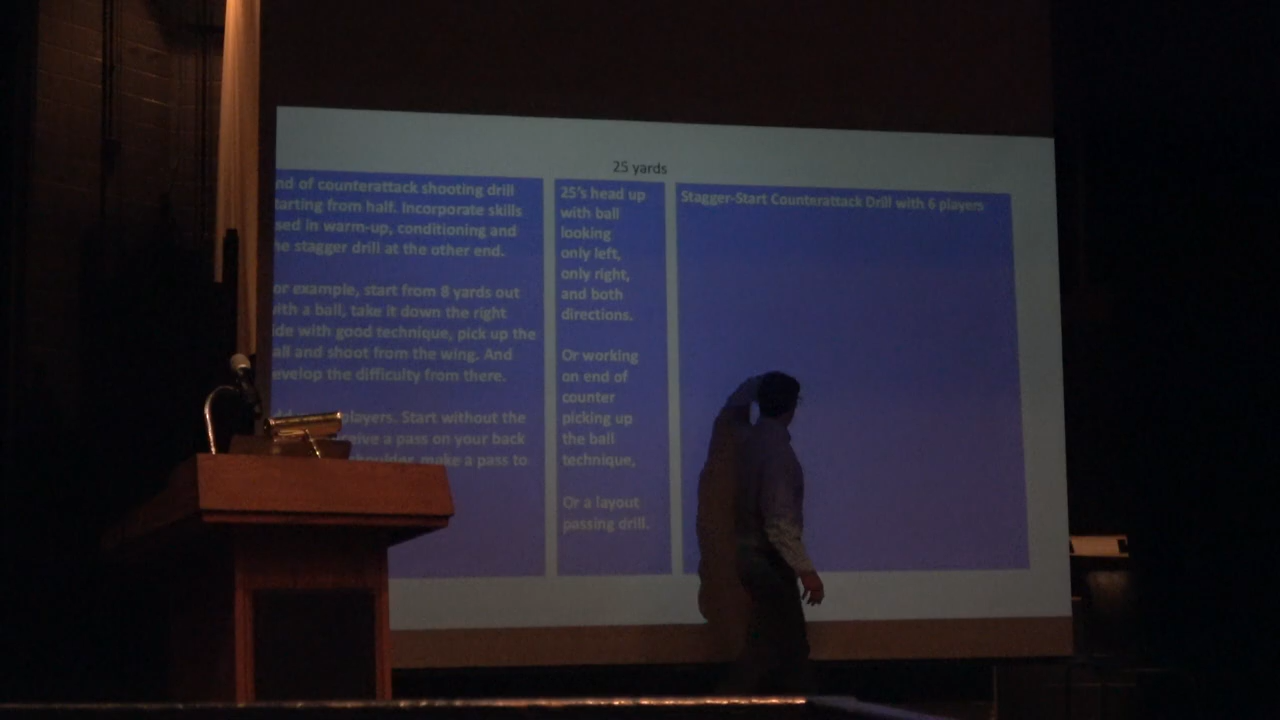 25 yards
nd of counterattack shooting drill
tarting from half. Incorporate skills
sed in warm-up, conditioning and
he stagger drill at the other end.
or example, start from 8 yards out
ith a ball, take it down the right
ide with good technique, pick up the
all and shoot from the wing. And
evelop the difficulty from there.
players. Start without the
a pass on your back
shoulder, make a pass to
25's head up
with ball
looking
only left,
only right,
and both
directions.
Or working
on end of
counter
picking up
the ball
technique,
Or a layout
passing drill.
Stagger-Start Counterattack Drill with 6 players